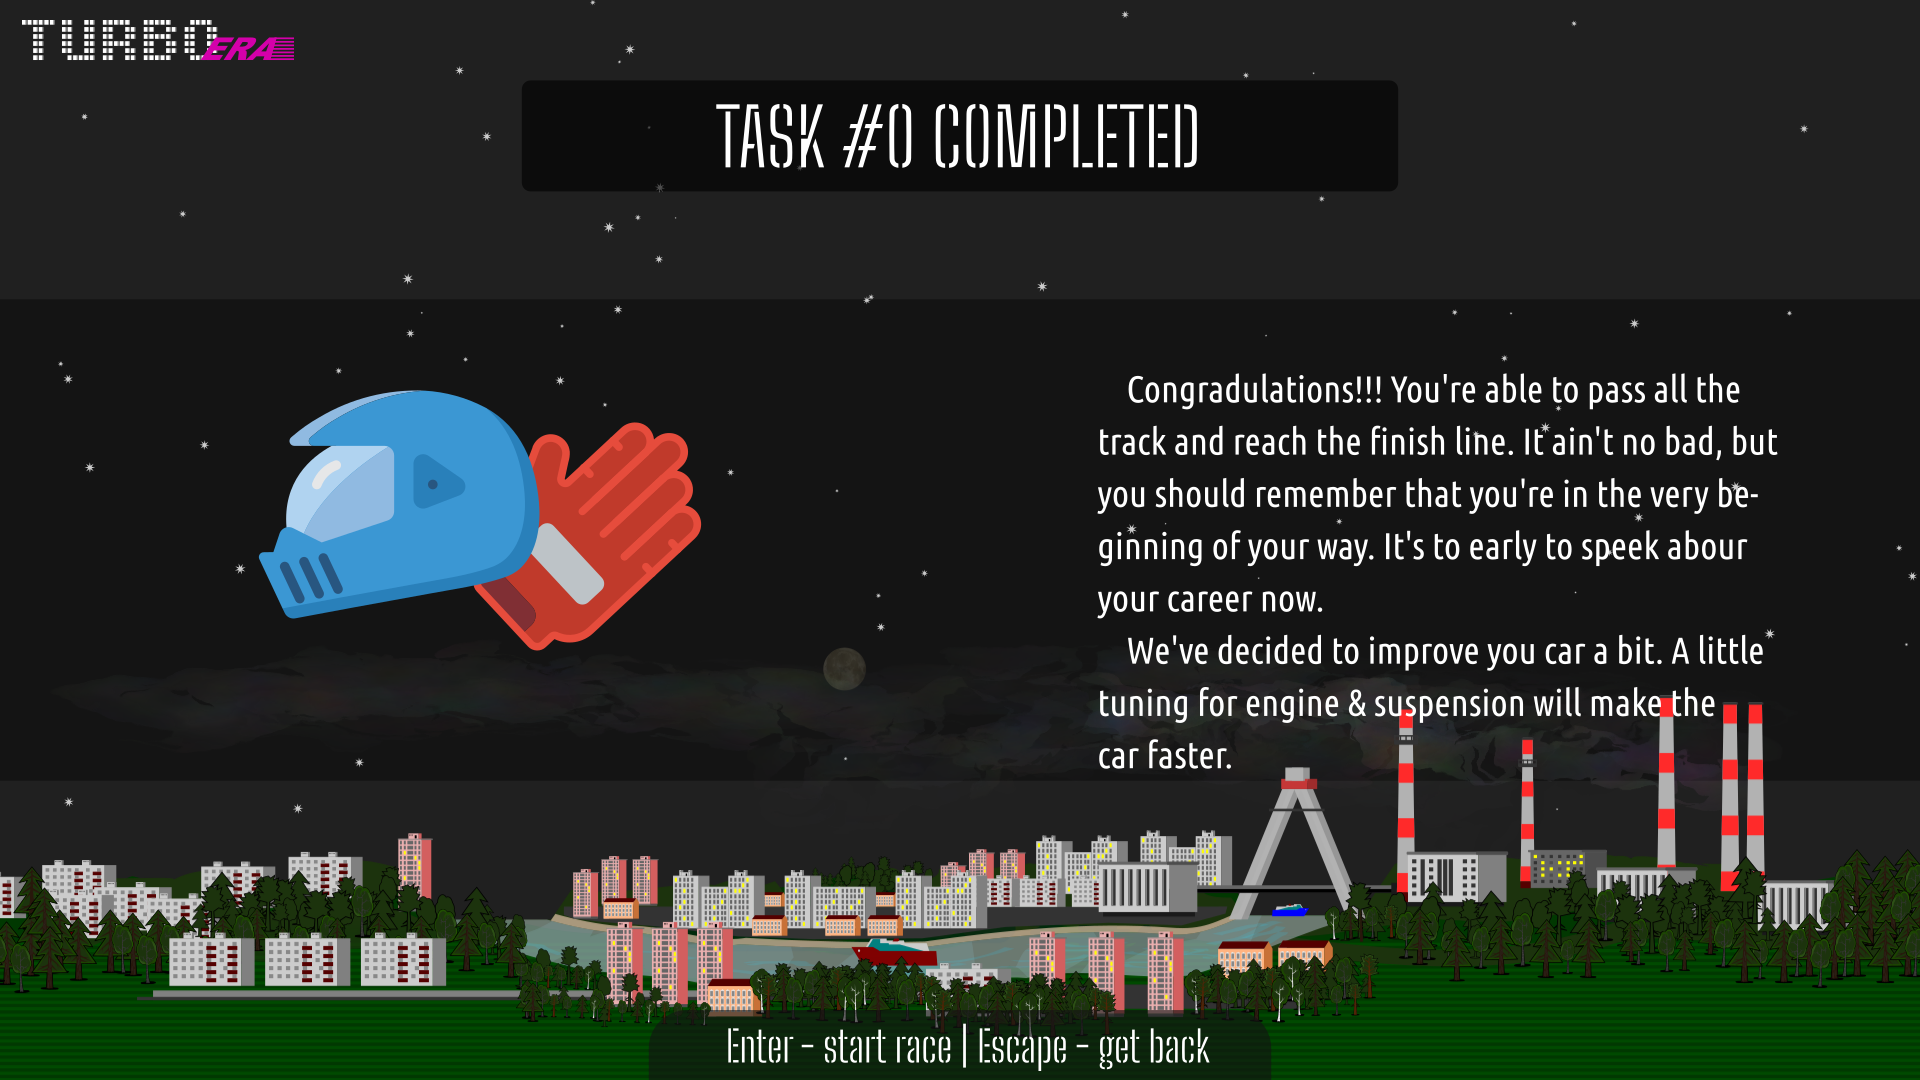 TURBO ERA
TASK #0 COMPLETED
Congradulations!!! You're able to pass all the
track and reach the finish line. It ain't no bad, but
you should remember that you're in the very be-
ginning of your way. It's to early to speek abour
your career now.
We've decided to improve you car a bit. A little
tuning for engine & suspension will make the
car faster.
Enter - start race | Escape - get back